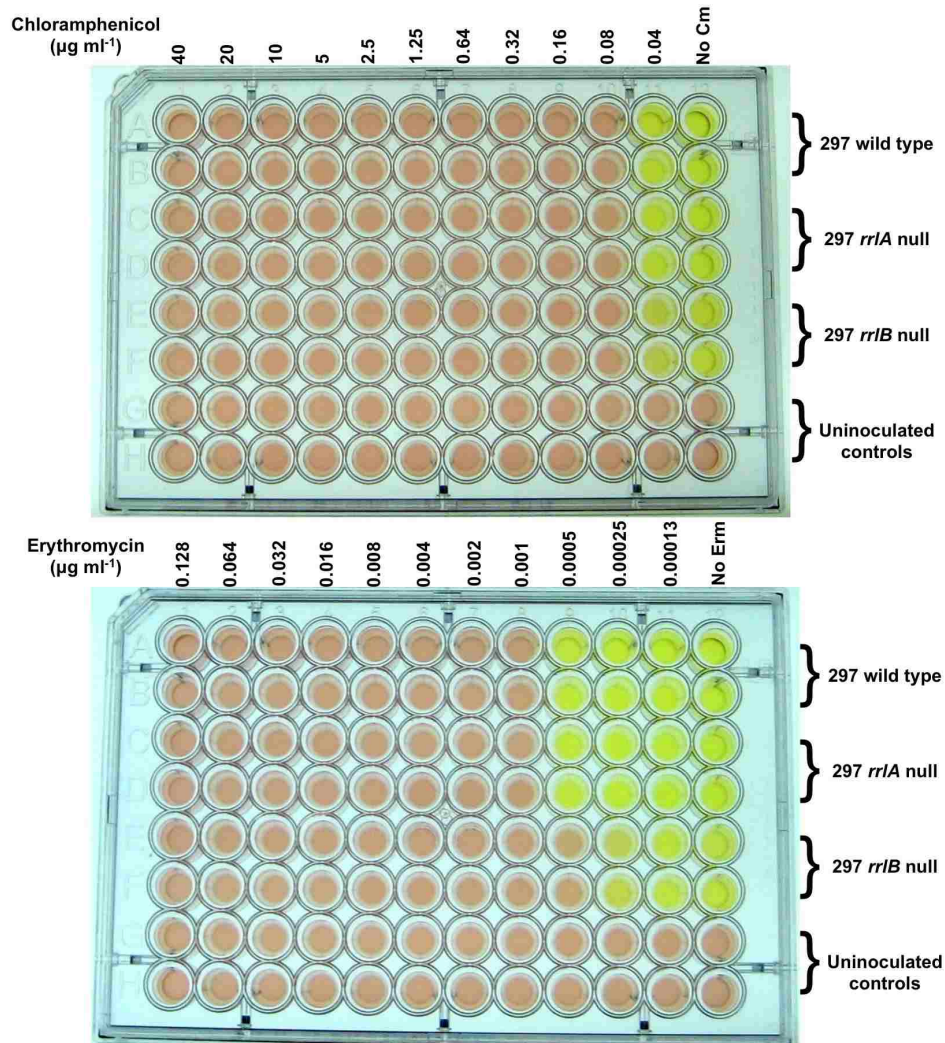 Chloramphenicol
(µg ml-1)
40 20 10 5 2.5 1.25 0.64 0.32 0.16 0.08 0.04 No Cm
A
B
C
D
E
F
G
H
297 wild type
297 rrlA null
297 rrlB null
Uninoculated
controls
Erythromycin
(µg ml-1)
0.128 0.064 0.032 0.016 0.008 0.004 0.002 0.001 0.0005 0.00025 0.00013 No Erm
297 wild type
297 rrlA null
297 rrlB null
Uninoculated
controls